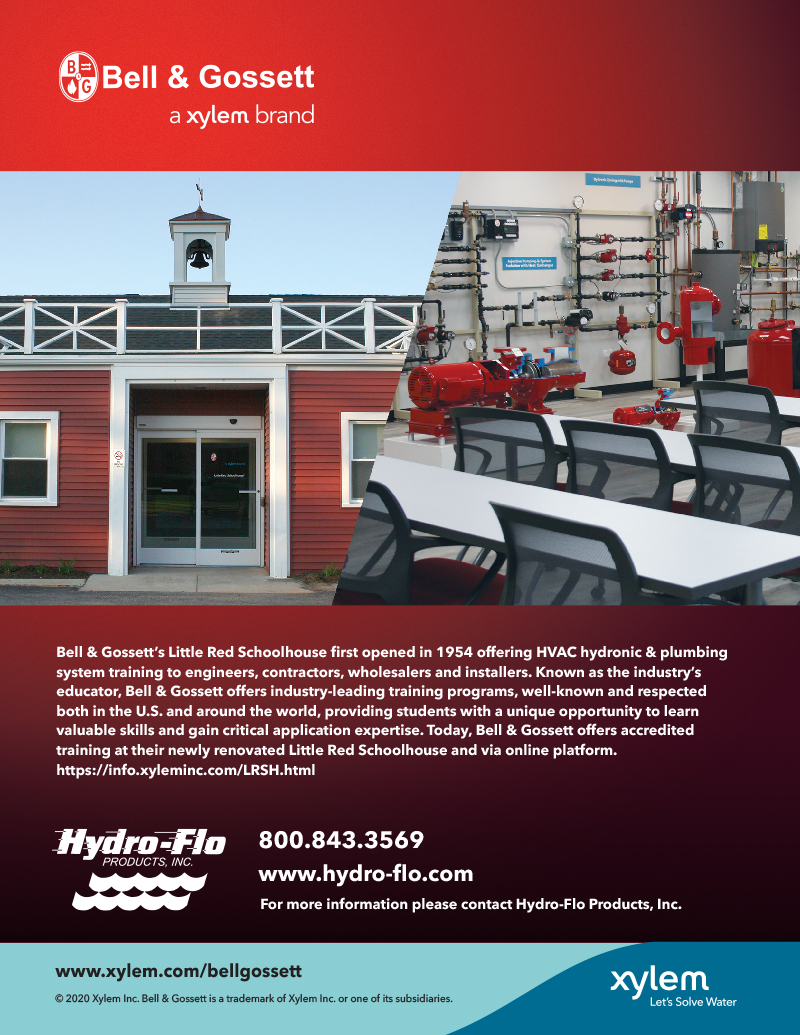 B G
Bell & Gossett
a xylem brand
Bell & Gossett's Little Red Schoolhouse first opened in 1954 offering HVAC hydronic & plumbing
system training to engineers, contractors, wholesalers and installers. Known as the industry's
educator, Bell & Gossett offers industry-leading training programs, well-known and respected
both in the U.S. and around the world, providing students with a unique opportunity to learn
valuable skills and gain critical application expertise. Today, Bell & Gossett offers accredited
training at their newly renovated Little Red Schoolhouse and via online platform.
https://info.xyleminc.com/LRSH.html
Hydro-Flo
PRODUCTS, INC.
800.843.3569
www.hydro-flo.com
For more information please contact Hydro-Flo Products, Inc.
www.xylem.com/bellgossett
© 2020 Xylem Inc. Bell & Gossett is a trademark of Xylem Inc. or one of its subsidiaries.
xylem
Let's Solve Water